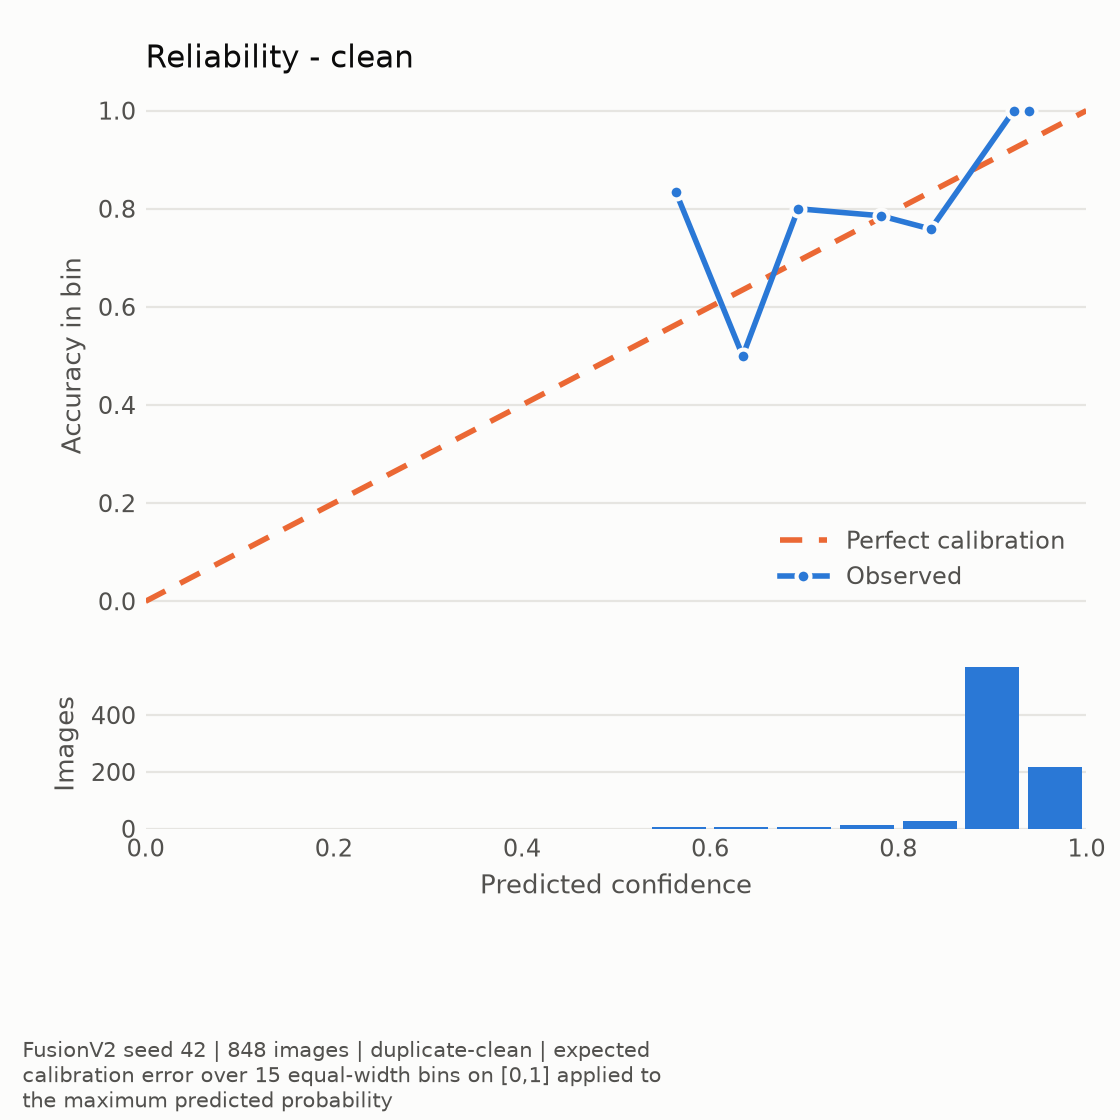 Reliability - clean
1.0
0.8
0.6
0.4
0.2
0.0
Accuracy in bin
Perfect calibration
Observed
400
200
0
Images
0.0 0.2 0.4 0.6 0.8 1.0
Predicted confidence
FusionV2 seed 42 | 848 images | duplicate-clean | expected
calibration error over 15 equal-width bins on [0,1] applied to
the maximum predicted probability